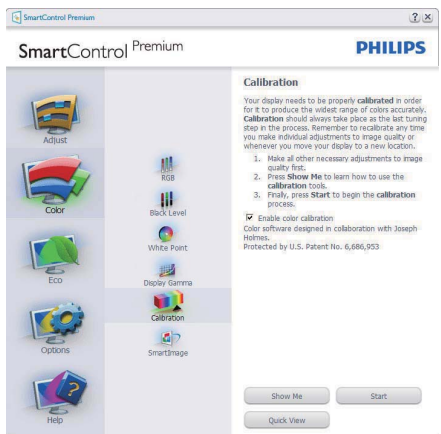 SmartControl Premium
SmartControl Premium
PHILIPS
Adjust
Color
Eco
Options
Help
RGB
Black Level
White Point
Display Gamma
Calibration
SmartImage
Calibration
Your display needs to be properly calibrated in order
for it to produce the widest range of colors accurately.
Calibration should always take place as the last tuning
step in the process. Remember to recalibrate any time
you make individual adjustments to image quality or
whenever you move your display to a new location.
1. Make all other necessary adjustments to image
quality first.
2. Press Show Me to learn how to use the
calibration tools.
3. Finally, press Start to begin the calibration
process.
Enable color calibration
Color software designed in collaboration with Joseph
Holmes.
Protected by U.S. Patent No. 6,686,953
Show Me
Start
Quick View